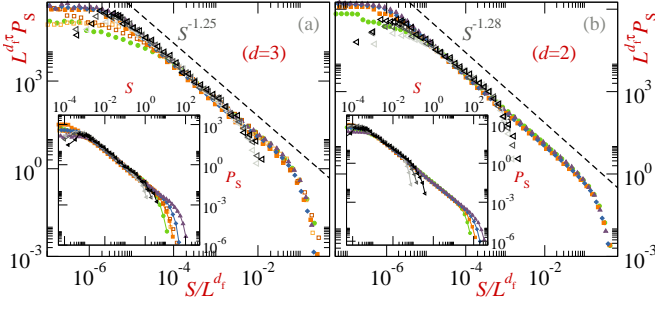 L^{d_f τ} P_S
10^3
10^0
10^{-3}
10^{-6} 10^{-4} 10^{-2}
S/L^{d_f}
S^{-1.25}
(a)
(d=3)
S
10^{-4} 10^{-2} 10^0 10^2
10^3
10^0
P_S
10^{-3}
10^{-6}
S^{-1.28}
(b)
(d=2)
S
10^{-4} 10^{-2} 10^0 10^2
10^3
10^0
P_S
10^{-3}
10^{-6}
10^{-6} 10^{-4} 10^{-2}
S/L^{d_f}
L^{d_f τ} P_S
10^3
10^0
10^{-3}